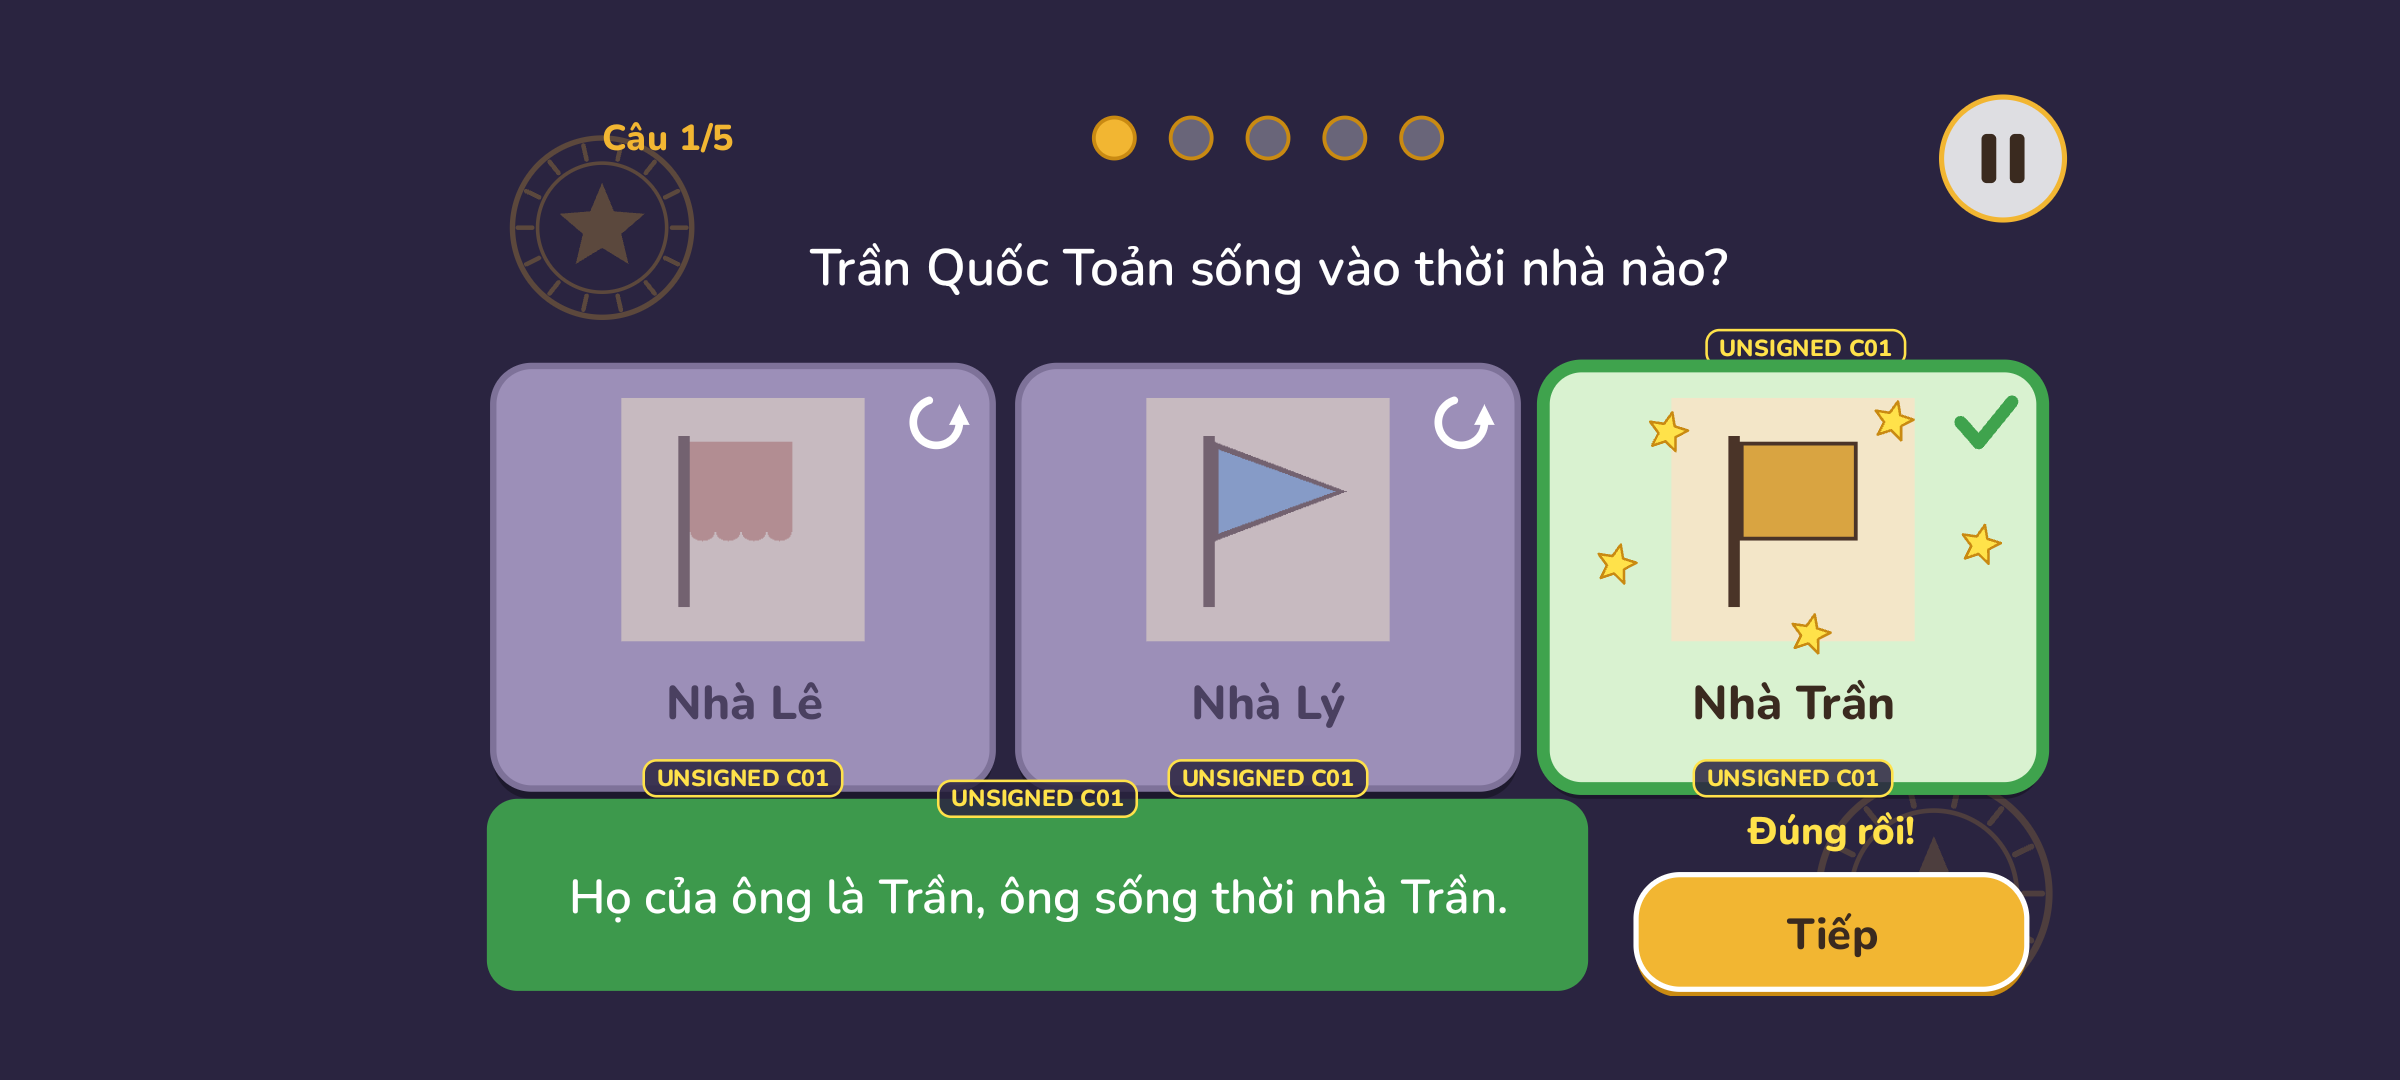 Câu 1/5
Trần Quốc Toản sống vào thời nhà nào?
UNSIGNED C01
Nhà Lê
Nhà Lý
Nhà Trần
UNSIGNED C01
UNSIGNED C01
UNSIGNED C01
UNSIGNED C01
Họ của ông là Trần, ông sống thời nhà Trần.
Đúng rồi!
Tiếp